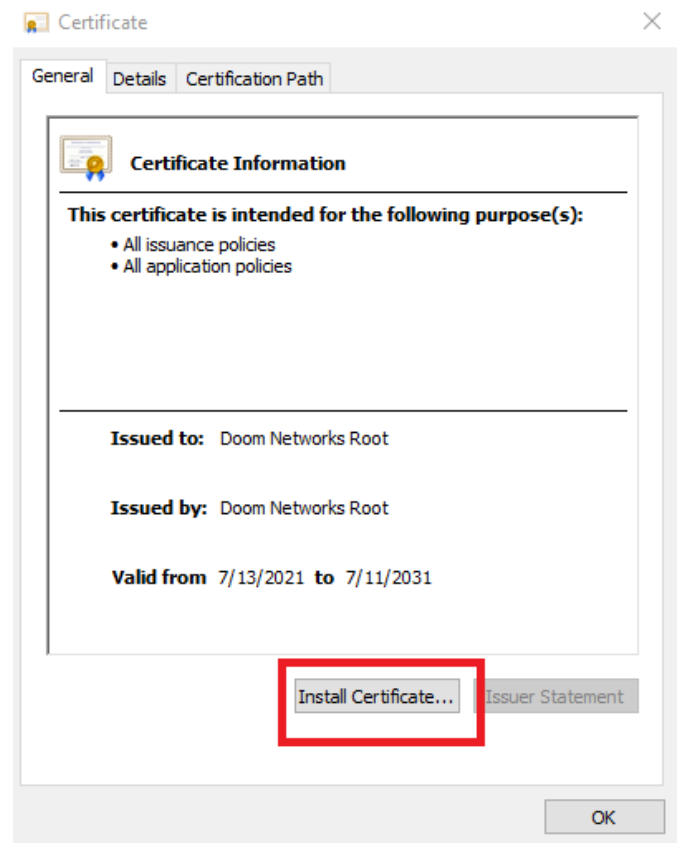 Certificate
General Details Certification Path
Certificate Information
This certificate is intended for the following purpose(s):
• All issuance policies
• All application policies
Issued to: Doom Networks Root
Issued by: Doom Networks Root
Valid from 7/13/2021 to 7/11/2031
Install Certificate... Issuer Statement
OK